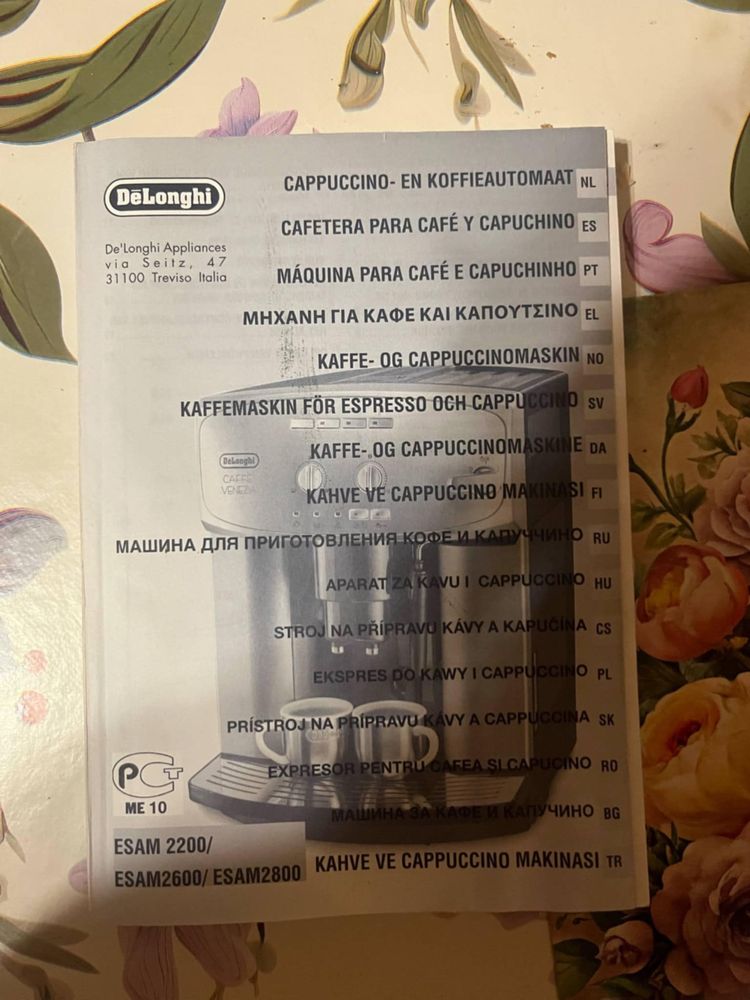 DeLonghi
De'Longhi Appliances
via Seitz, 47
31100 Treviso Italia
CAPPUCCINO- EN KOFFIEAUTOMAAT NL
CAFETERA PARA CAFÉ Y CAPUCHINO ES
MÁQUINA PARA CAFÉ E CAPUCHINHO PT
ΜΗΧΑΝΗ ΓΙΑ ΚΑΦΕ ΚΑΙ ΚΑΠΟΥΤΣΙΝΟ EL
KAFFE- OG CAPPUCCINOMASKIN NO
KAFFEMASKIN FÖR ESPRESSO OCH CAPPUCCINO SV
KAFFE- OG CAPPUCCINOMASKINE DA
DeLonghi
CAFFE
VENEZIA
KAHVE VE CAPPUCCINO MAKINASI FI
МАШИНА ДЛЯ ПРИГОТОВЛЕНИЯ КОФЕ И КАПУЧЧИНО RU
APARAT ZA KAVU I CAPPUCCINO HU
STROJ NA PŘÍPRAVU KÁVY A KAPUČÍNA CS
EKSPRES DO KAWY I CAPPUCCINO PL
PRÍSTROJ NA PRÍPRAVU KÁVY A CAPPUCCINA SK
EXPRESOR PENTRU CAFEA SI CAPUCINO RO
МАШИНА ЗА КАФЕ И КАПУЧИНО BG
KAHVE VE CAPPUCCINO MAKINASI TR
РСТ
ME 10
ESAM 2200/
ESAM2600/ ESAM2800